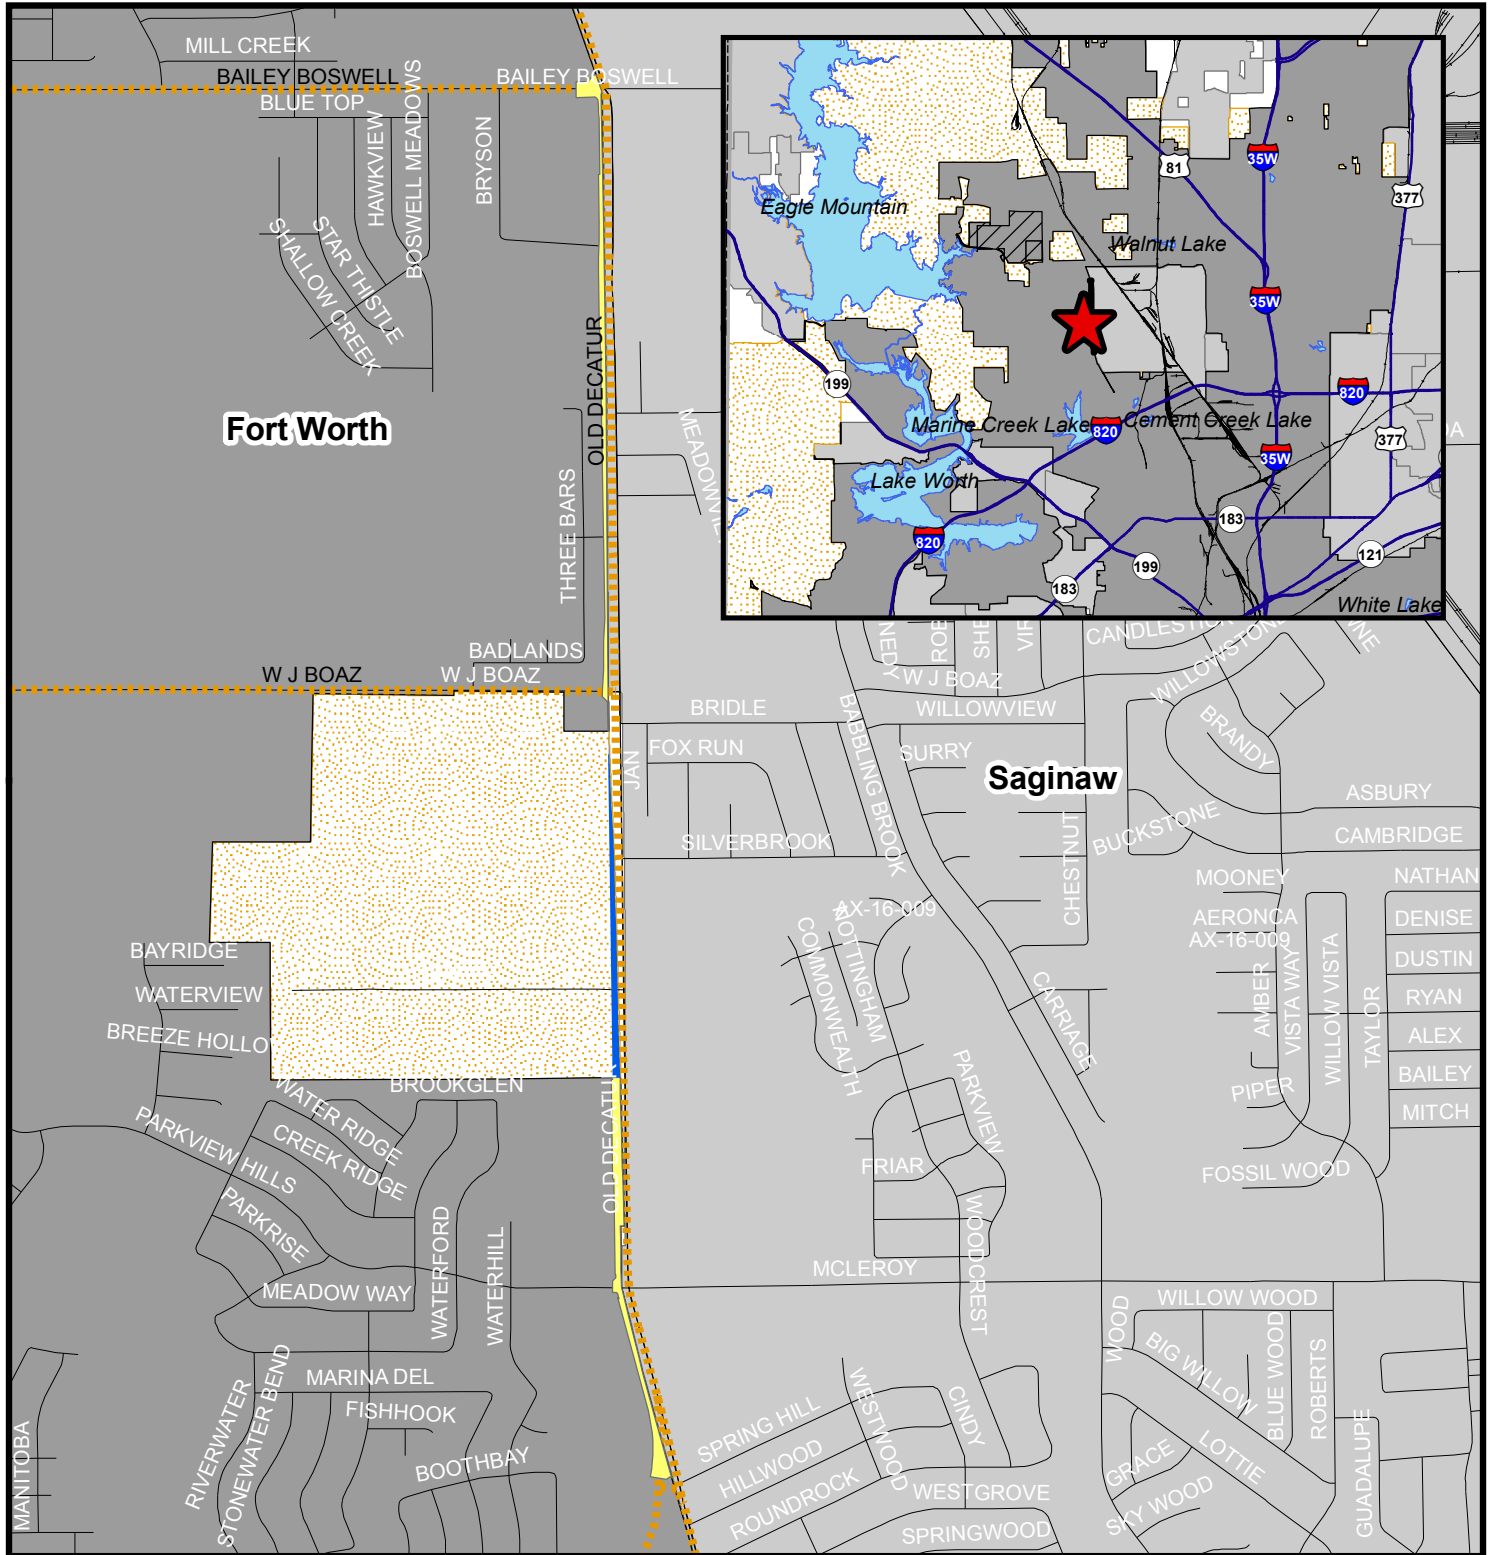 MILL CREEK
BAILEY BOSWELL
BAILEY BOSWELL
BLUE TOP
HAWKVIEW
BOSWELL MEADOWS
BRYSON
SHALLOW CREEK
STAR THISTLE
OLD DECATUR
Fort Worth
THREE BARS
MEADOWVIE
BADLANDS
W J BOAZ
W J BOAZ
Eagle Mountain
Walnut Lake
81
35W
377
35W
199
820
Marine Creek Lake
820
Cement Creek Lake
377
35W
Lake Worth
183
820
199
121
183
White Lake
DA
NEDY
ROB
SHE
VIR
CANDLESTICK
WILLOWSTONE
NE
W J BOAZ
BRIDLE
BABBLING BROOK
WILLOWVIEW
BRANDY
JAN
FOX RUN
SURRY
Saginaw
ASBURY
SILVERBROOK
CHESTNUT
BUCKSTONE
CAMBRIDGE
MOONEY
NATHAN
AX-16-009
NOTTINGHAM
COMMONWEALTH
AERONCA
AX-16-009
DENISE
BAYRIDGE
DUSTIN
WATERVIEW
CARRIAGE
AMBER
VISTA WAY
WILLOW VISTA
TAYLOR
RYAN
BREEZE HOLLO
ALEX
PARKVIEW
PIPER
BAILEY
BROOKGLEN
OLD DECATUR
MITCH
WATER RIDGE
CREEK RIDGE
PARKVIEW HILLS
FRIAR
FOSSIL WOOD
PARKRISE
WATERFORD
WATERHILL
WOODCREST
MCLEROY
MEADOW WAY
WOOD
WILLOW WOOD
BIG WILLOW
BLUE WOOD
ROBERTS
MARINA DEL
RIVERWATER
STONEWATER BEND
FISHHOOK
SPRING HILL
WESTWOOD
CINDY
MANITOBA
BOOTHBAY
HILLWOOD
ROUNDROCK
WESTGROVE
SPRINGWOOD
GRACE
LOTTIE
SKY WOOD
GUADALUPE